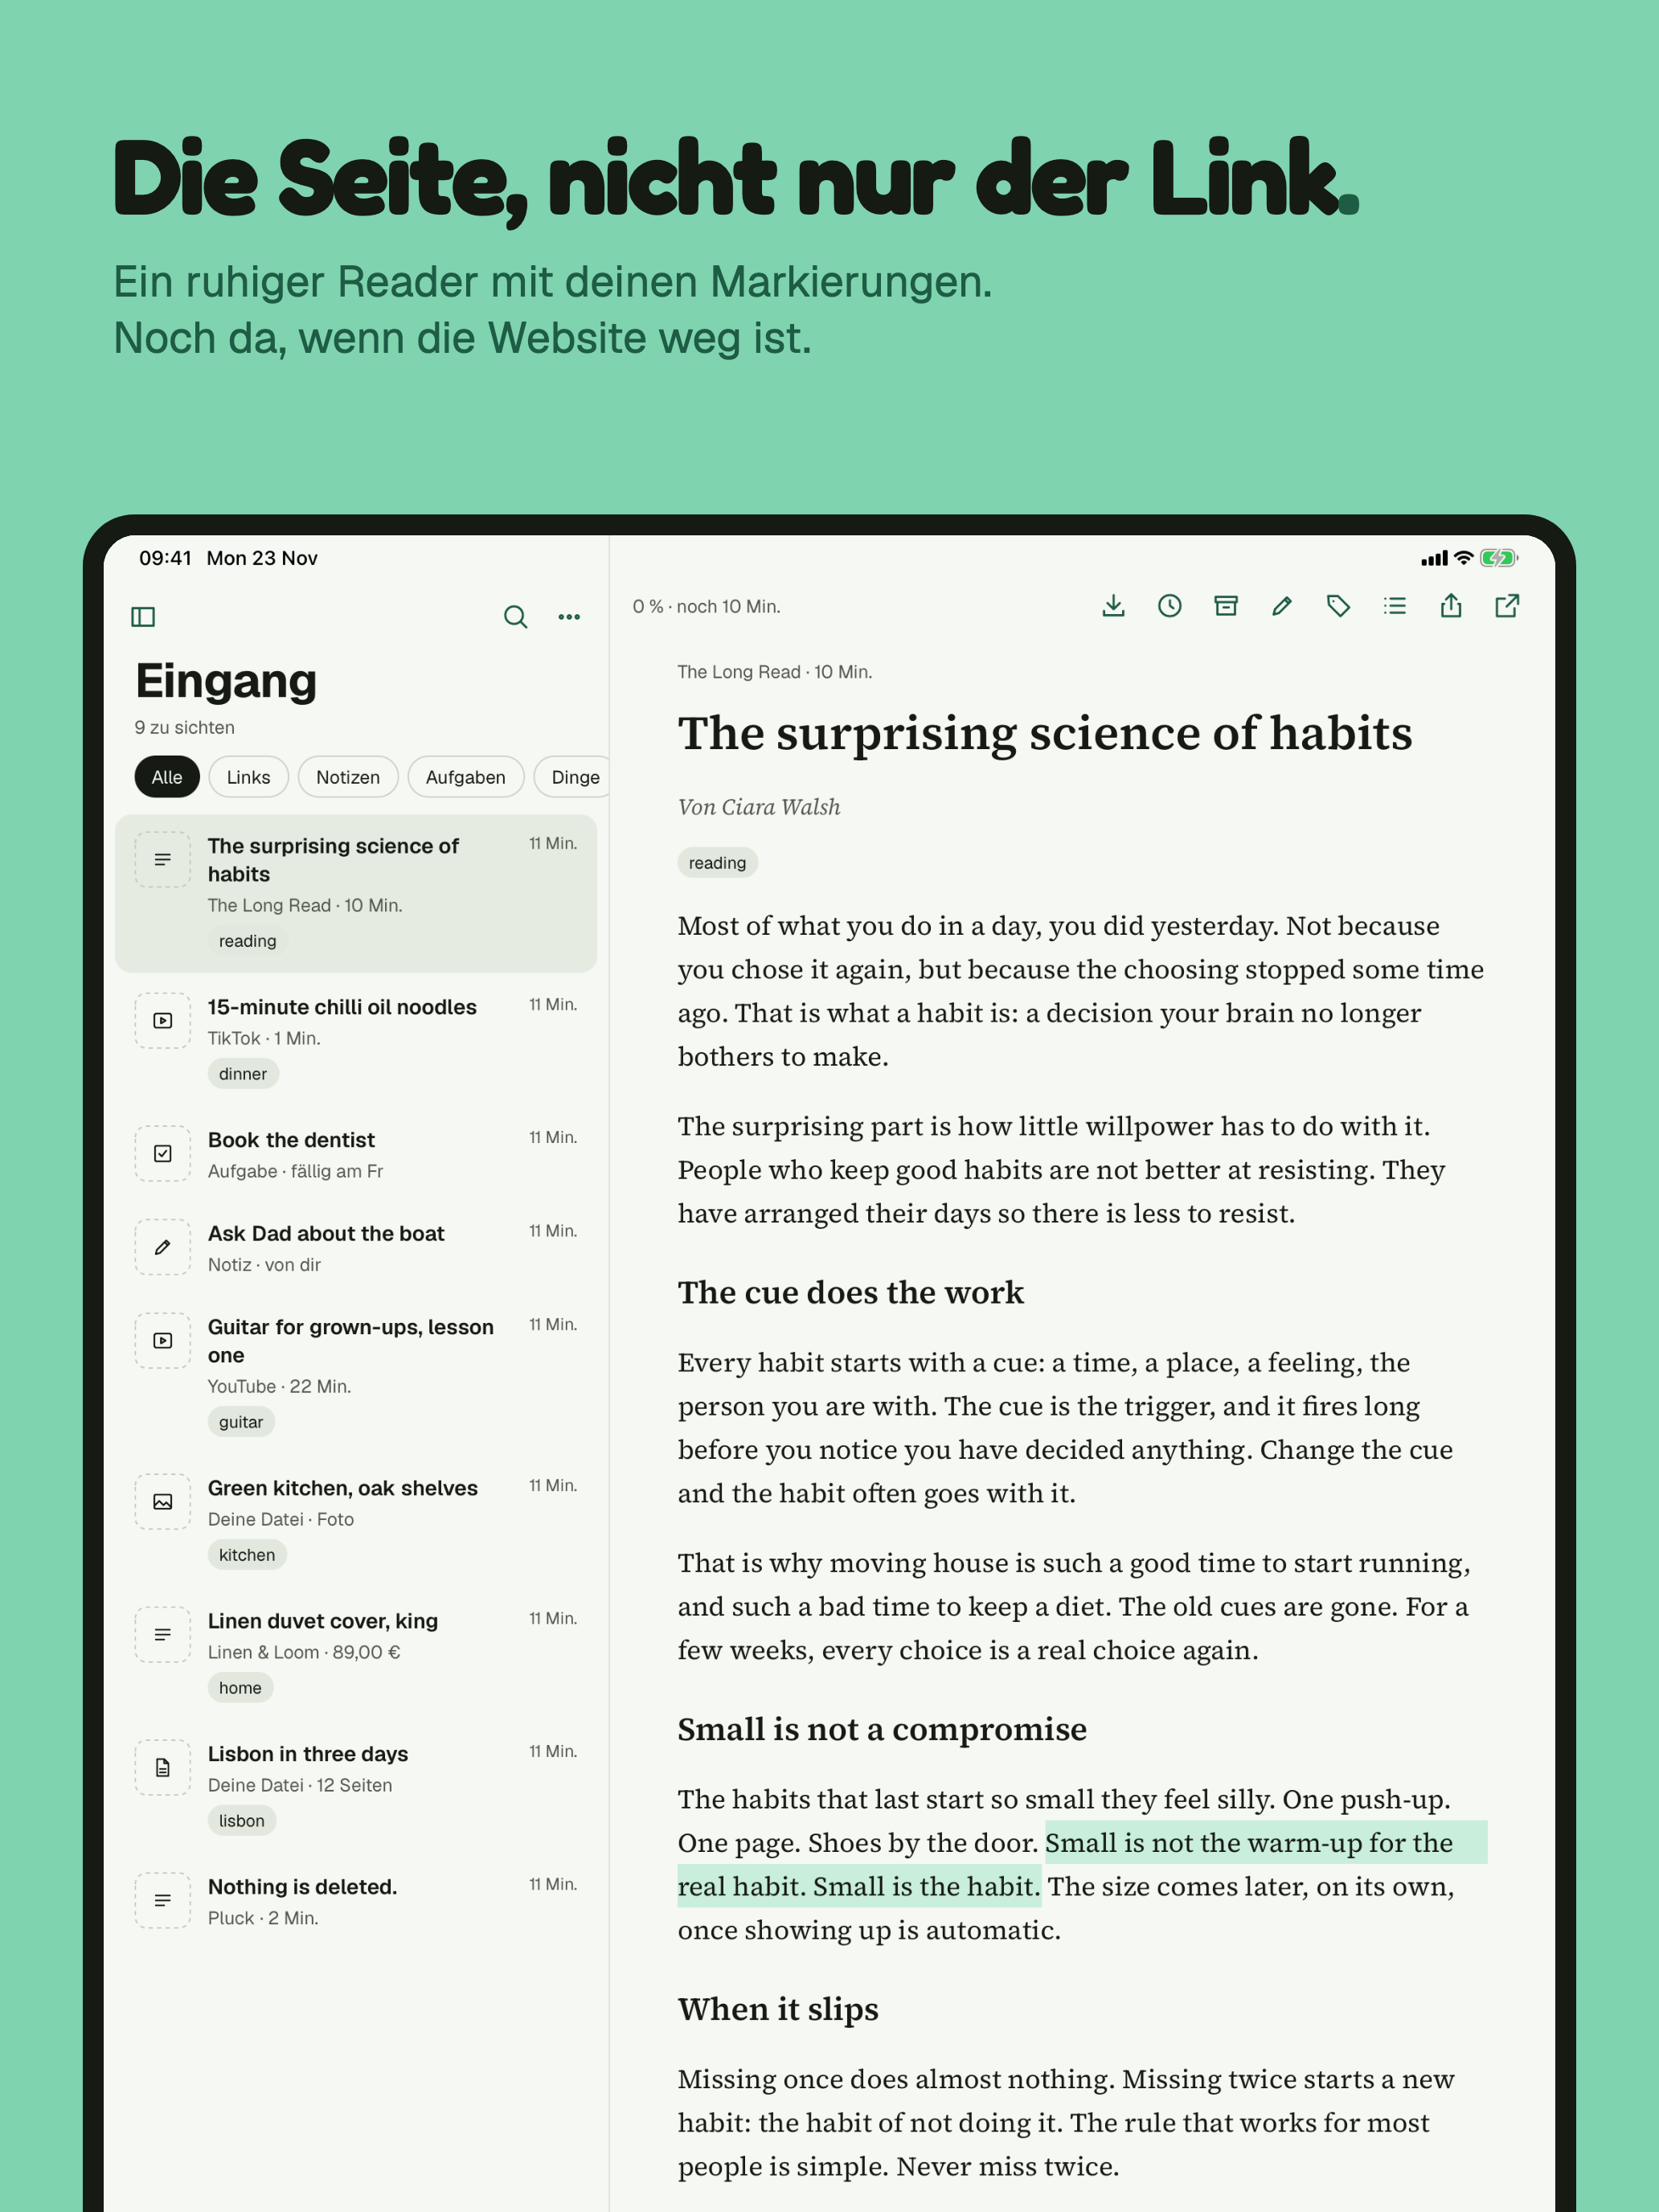 Die Seite, nicht nur der Link.
Ein ruhiger Reader mit deinen Markierungen.
Noch da, wenn die Website weg ist.
09:41 Mon 23 Nov
Eingang
9 zu sichten
Alle Links Notizen Aufgaben Dinge
The surprising science of
habits
11 Min.
The Long Read · 10 Min.
reading
15-minute chilli oil noodles
11 Min.
TikTok · 1 Min.
dinner
Book the dentist
11 Min.
Aufgabe · fällig am Fr
Ask Dad about the boat
11 Min.
Notiz · von dir
Guitar for grown-ups, lesson
one
11 Min.
YouTube · 22 Min.
guitar
Green kitchen, oak shelves
11 Min.
Deine Datei · Foto
kitchen
Linen duvet cover, king
11 Min.
Linen & Loom · 89,00 €
home
Lisbon in three days
11 Min.
Deine Datei · 12 Seiten
lisbon
Nothing is deleted.
11 Min.
Pluck · 2 Min.
0 % · noch 10 Min.
The Long Read · 10 Min.
The surprising science of habits
Von Ciara Walsh
reading
Most of what you do in a day, you did yesterday. Not because
you chose it again, but because the choosing stopped some time
ago. That is what a habit is: a decision your brain no longer
bothers to make.
The surprising part is how little willpower has to do with it.
People who keep good habits are not better at resisting. They
have arranged their days so there is less to resist.
The cue does the work
Every habit starts with a cue: a time, a place, a feeling, the
person you are with. The cue is the trigger, and it fires long
before you notice you have decided anything. Change the cue
and the habit often goes with it.
That is why moving house is such a good time to start running,
and such a bad time to keep a diet. The old cues are gone. For a
few weeks, every choice is a real choice again.
Small is not a compromise
The habits that last start so small they feel silly. One push-up.
One page. Shoes by the door. Small is not the warm-up for the
real habit. Small is the habit. The size comes later, on its own,
once showing up is automatic.
When it slips
Missing once does almost nothing. Missing twice starts a new
habit: the habit of not doing it. The rule that works for most
people is simple. Never miss twice.